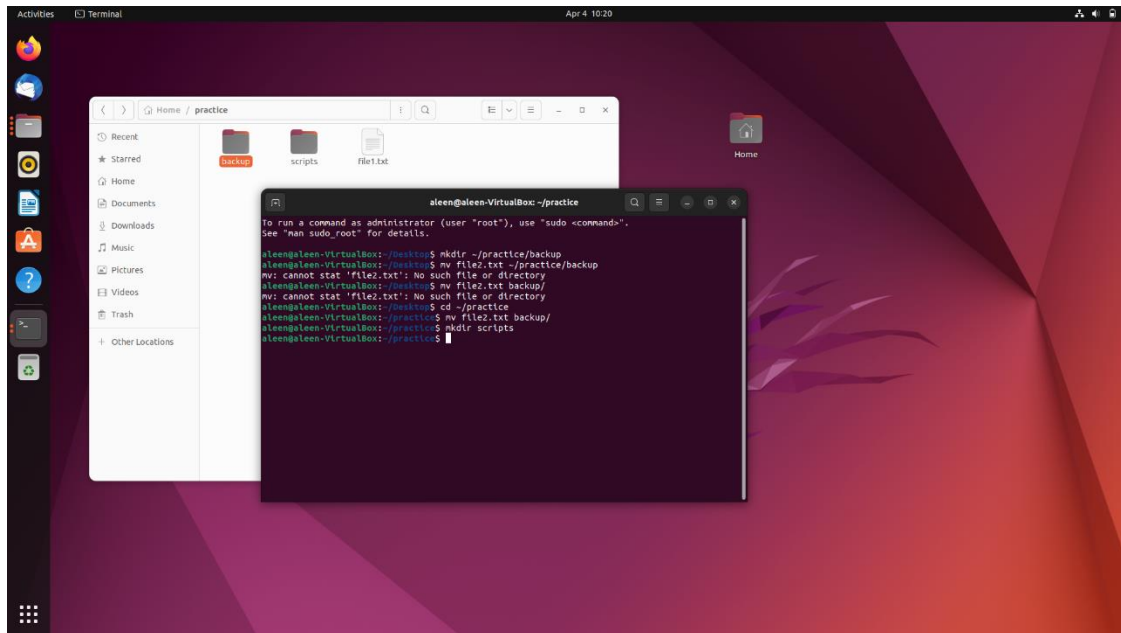 Activities Terminal Apr 4 10:20
Home / practice
Recent
Starred
Home
Documents
Downloads
Music
Pictures
Videos
Trash
+ Other Locations
backup scripts file1.txt
Home
aleen@aleen-VirtualBox: ~/practice
To run a command as administrator (user "root"), use "sudo <command>".
See "man sudo_root" for details.
aleen@aleen-VirtualBox:~/Desktop$ mkdir ~/practice/backup
aleen@aleen-VirtualBox:~/Desktop$ mv file2.txt ~/practice/backup
mv: cannot stat 'file2.txt': No such file or directory
aleen@aleen-VirtualBox:~/Desktop$ mv file2.txt backup/
mv: cannot stat 'file2.txt': No such file or directory
aleen@aleen-VirtualBox:~/Desktop$ cd ~/practice
aleen@aleen-VirtualBox:~/practice$ mv file2.txt backup/
aleen@aleen-VirtualBox:~/practice$ mkdir scripts
aleen@aleen-VirtualBox:~/practice$